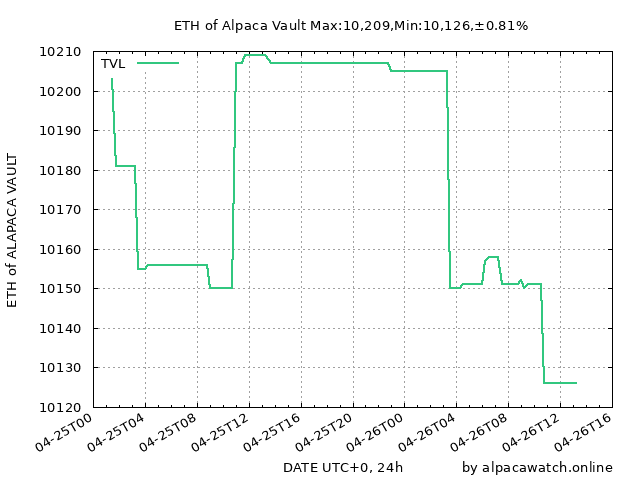 ETH of Alpaca Vault Max:10,209,Min:10,126,±0.81%
TVL
ETH of ALAPACA VAULT
10210
10200
10190
10180
10170
10160
10150
10140
10130
10120
04-25T00
04-25T04
04-25T08
04-25T12
04-25T16
04-25T20
04-26T00
04-26T04
04-26T08
04-26T12
04-26T16
DATE UTC+0, 24h
by alpacawatch.online